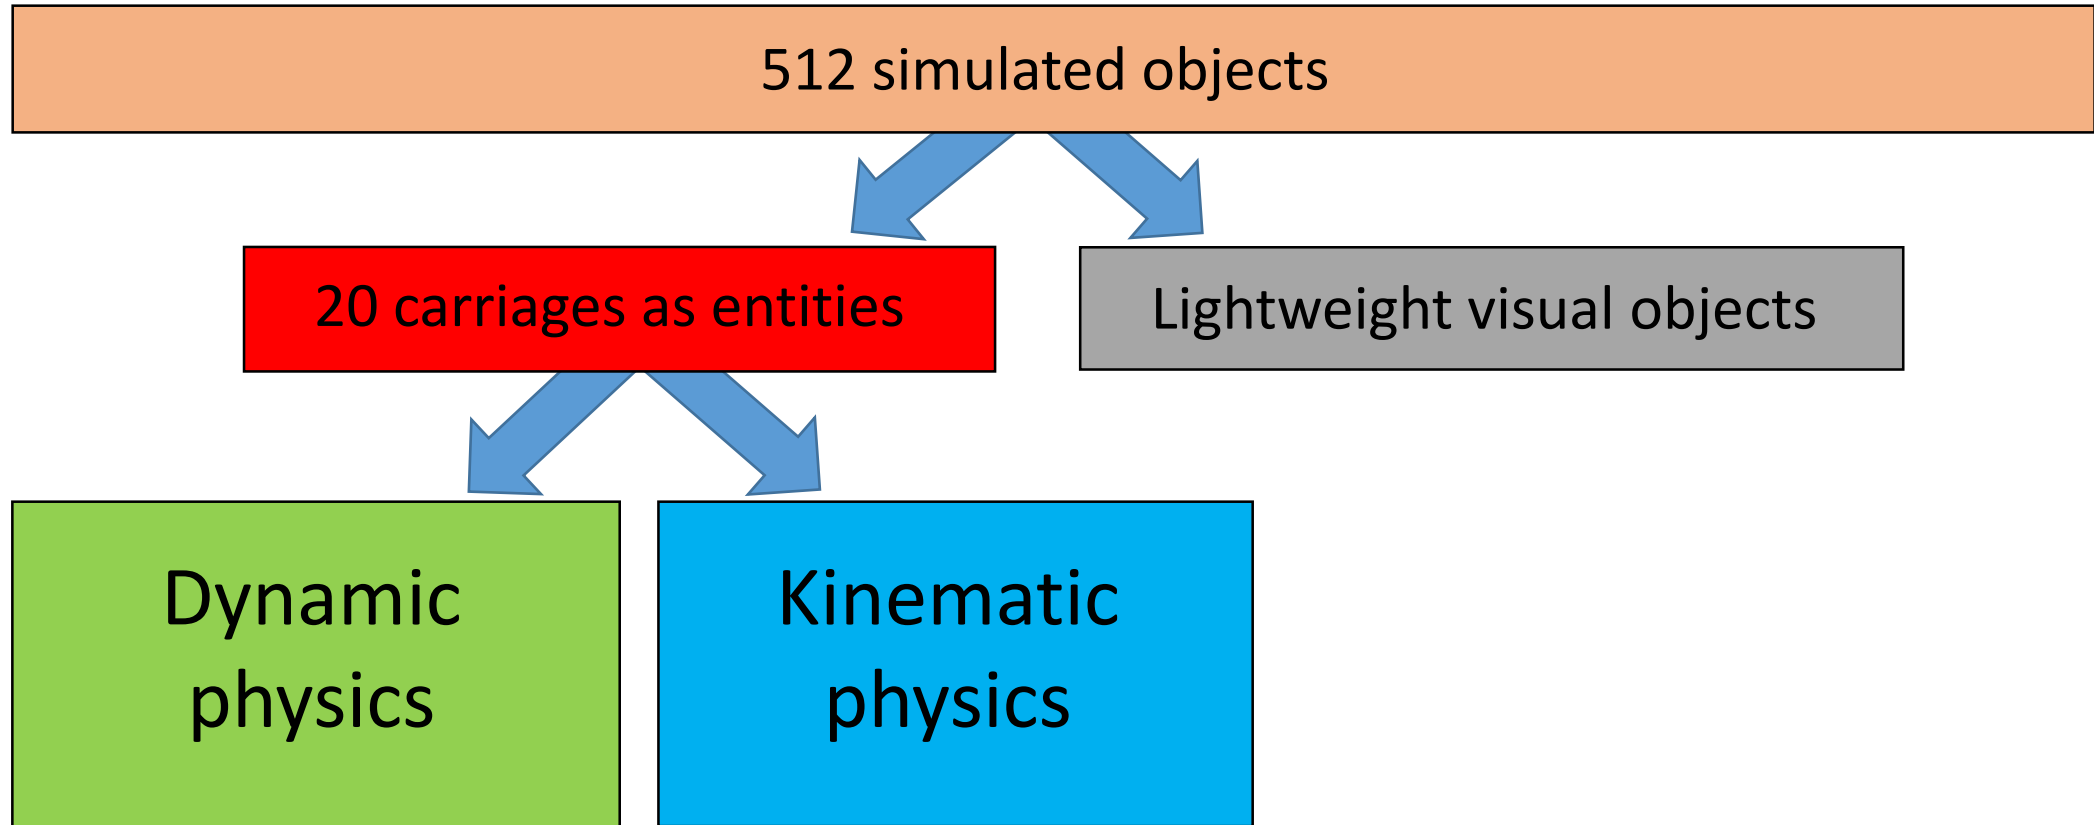 512 simulated objects
20 carriages as entities
Lightweight visual objects
Dynamic
physics
Kinematic
physics